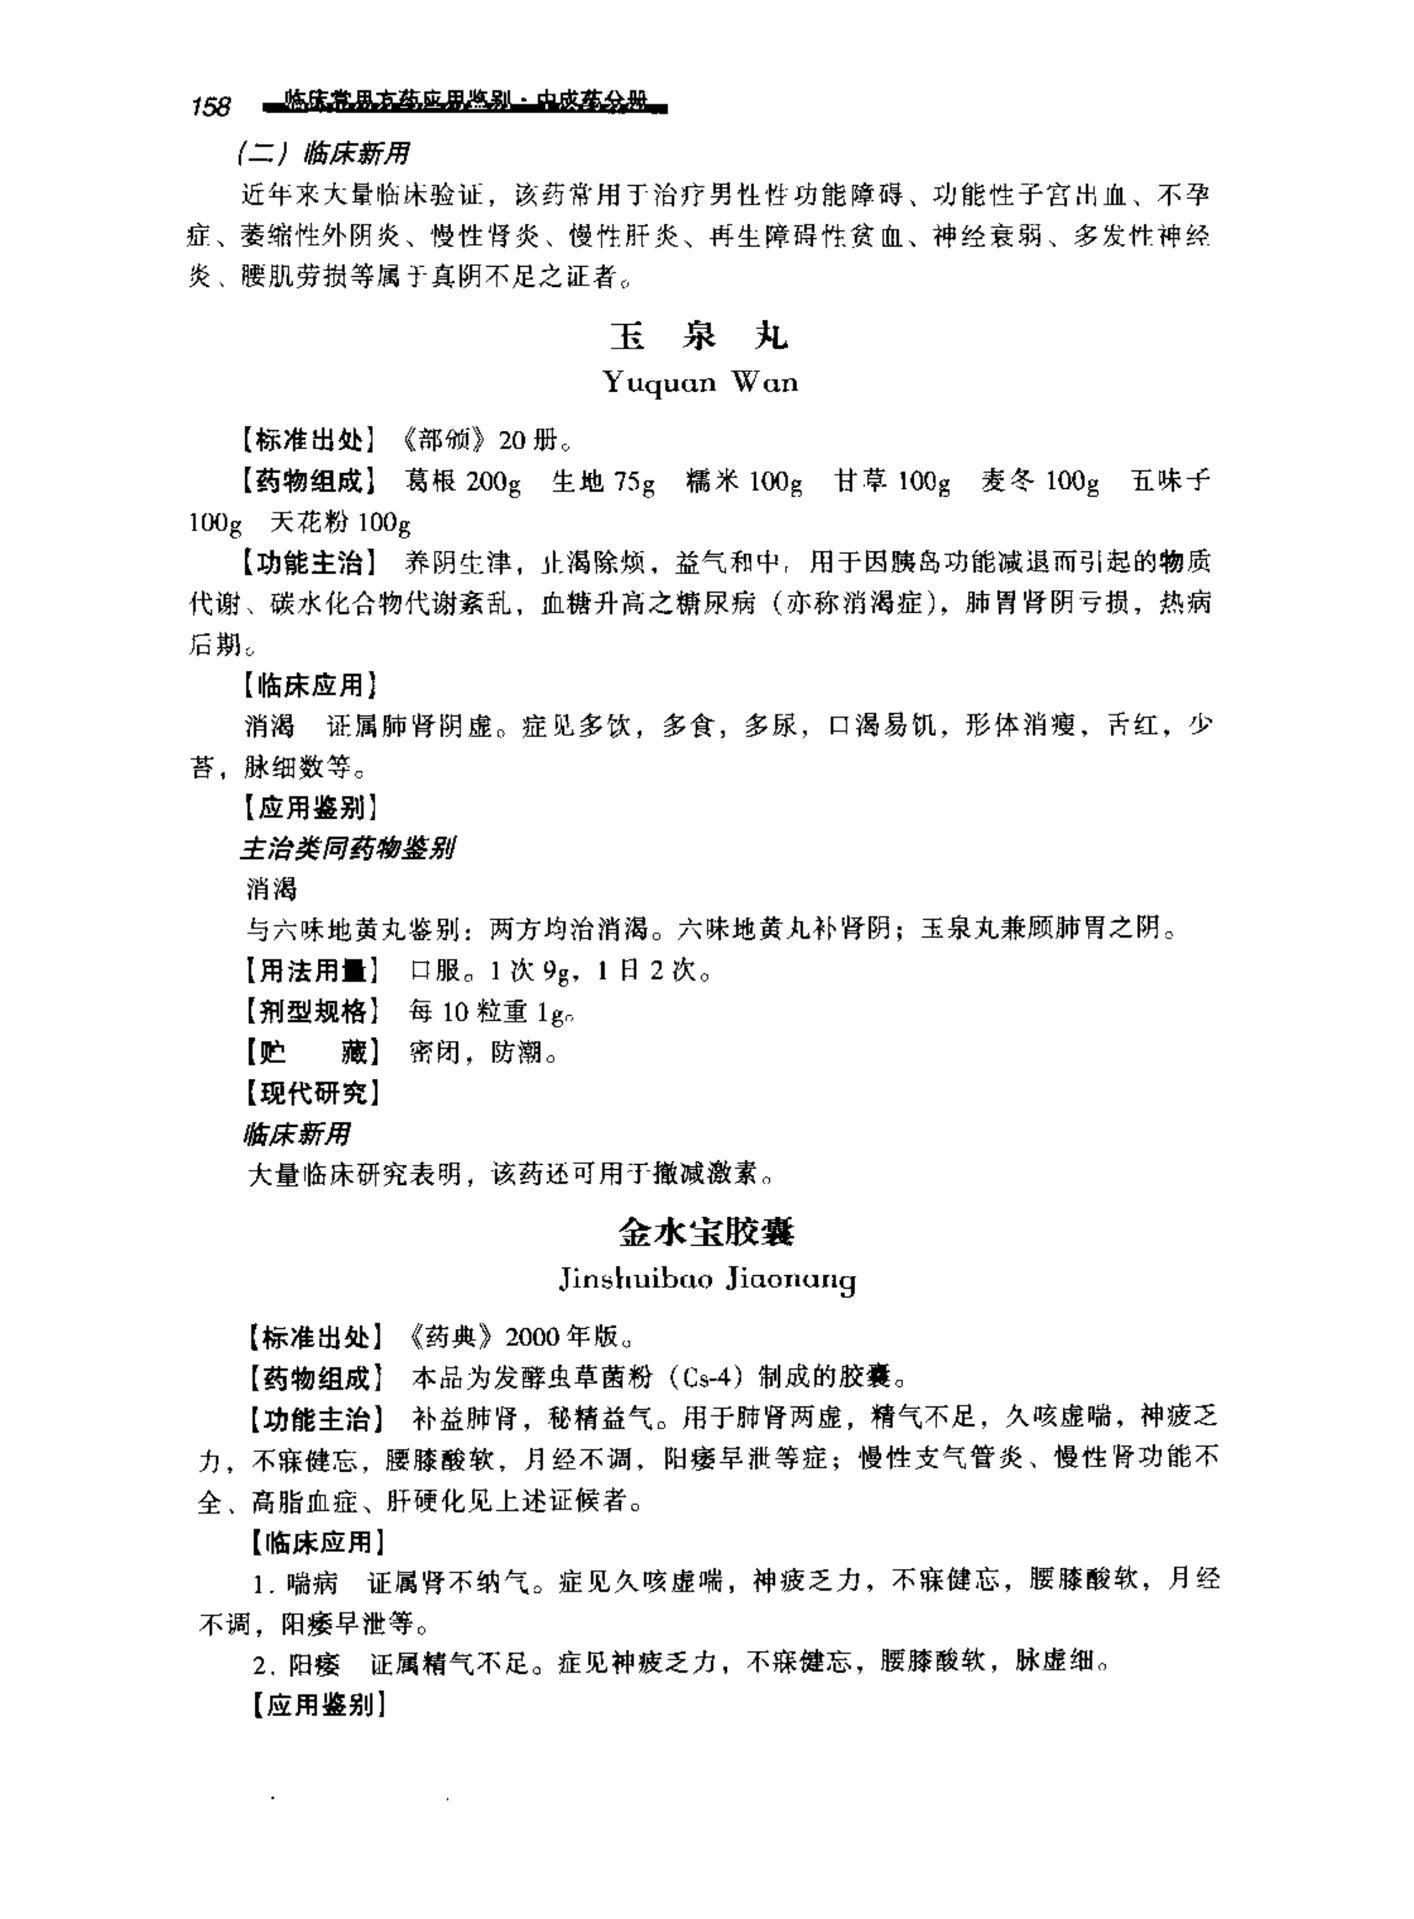 158 临床常用方药应用鉴别·中成药分册
（二）临床新用
近年来大量临床验证，该药常用于治疗男性性功能障碍、功能性子宫出血、不孕
症、萎缩性外阴炎、慢性肾炎、慢性肝炎、再生障碍性贫血、神经衰弱、多发性神经
炎、腰肌劳损等属于真阴不足之证者。
玉 泉 丸
Yuquan Wan
【标准出处】《部颁》20 册。
【药物组成】 葛根 200g 生地 75g 糯米 100g 甘草 100g 麦冬 100g 五味子
100g 天花粉 100g
【功能主治】 养阴生津，止渴除烦，益气和中。用于因胰岛功能减退而引起的物质
代谢、碳水化合物代谢紊乱，血糖升高之糖尿病（亦称消渴症），肺胃肾阴亏损，热病
后期。
【临床应用】
消渴 证属肺肾阴虚。症见多饮，多食，多尿，口渴易饥，形体消瘦，舌红，少
苔，脉细数等。
【应用鉴别】
主治类同药物鉴别
消渴
与六味地黄丸鉴别：两方均治消渴。六味地黄丸补肾阴；玉泉丸兼顾肺胃之阴。
【用法用量】 口服。1 次 9g，1 日 2 次。
【剂型规格】 每 10 粒重 1g。
【贮 藏】 密闭，防潮。
【现代研究】
临床新用
大量临床研究表明，该药还可用于撤减激素。
金水宝胶囊
Jinshuibao Jiaonang
【标准出处】《药典》2000 年版。
【药物组成】 本品为发酵虫草菌粉（Cs-4）制成的胶囊。
【功能主治】 补益肺肾，秘精益气。用于肺肾两虚，精气不足，久咳虚喘，神疲乏
力，不寐健忘，腰膝酸软，月经不调，阳痿早泄等症；慢性支气管炎、慢性肾功能不
全、高脂血症、肝硬化见上述证候者。
【临床应用】
1. 喘病 证属肾不纳气。症见久咳虚喘，神疲乏力，不寐健忘，腰膝酸软，月经
不调，阳痿早泄等。
2. 阳痿 证属精气不足。症见神疲乏力，不寐健忘，腰膝酸软，脉虚细。
【应用鉴别】